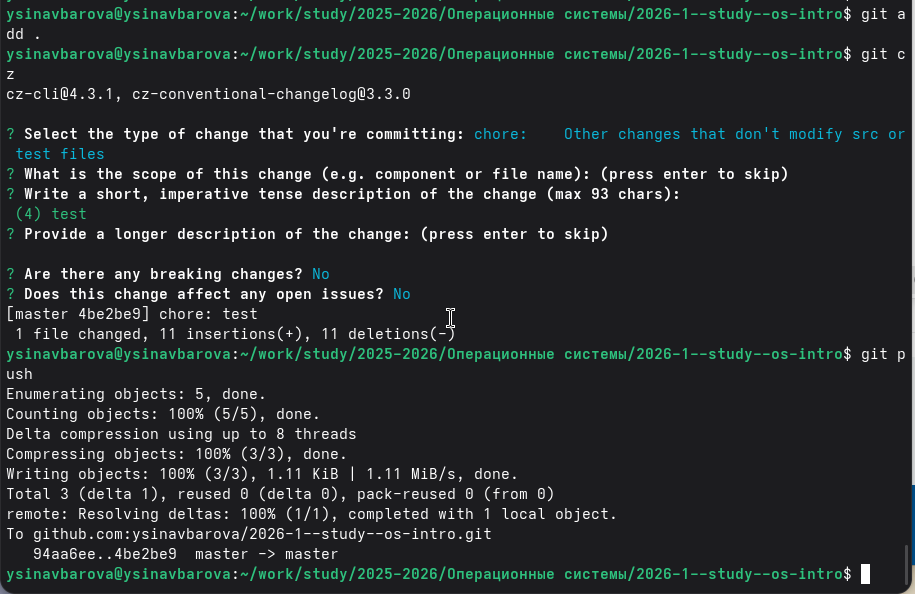 ysinavbarova@ysinavbarova:~/work/study/2025-2026/Операционные системы/2026-1--study--os-intro$ git a
dd .
ysinavbarova@ysinavbarova:~/work/study/2025-2026/Операционные системы/2026-1--study--os-intro$ git c
z
cz-cli@4.3.1, cz-conventional-changelog@3.3.0

? Select the type of change that you're committing: chore:    Other changes that don't modify src or
 test files
? What is the scope of this change (e.g. component or file name): (press enter to skip)
? Write a short, imperative tense description of the change (max 93 chars):
 (4) test
? Provide a longer description of the change: (press enter to skip)

? Are there any breaking changes? No
? Does this change affect any open issues? No
[master 4be2be9] chore: test
 1 file changed, 11 insertions(+), 11 deletions(-)
ysinavbarova@ysinavbarova:~/work/study/2025-2026/Операционные системы/2026-1--study--os-intro$ git p
ush
Enumerating objects: 5, done.
Counting objects: 100% (5/5), done.
Delta compression using up to 8 threads
Compressing objects: 100% (3/3), done.
Writing objects: 100% (3/3), 1.11 KiB | 1.11 MiB/s, done.
Total 3 (delta 1), reused 0 (delta 0), pack-reused 0 (from 0)
remote: Resolving deltas: 100% (1/1), completed with 1 local object.
To github.com:ysinavbarova/2026-1--study--os-intro.git
   94aa6ee..4be2be9  master -> master
ysinavbarova@ysinavbarova:~/work/study/2025-2026/Операционные системы/2026-1--study--os-intro$